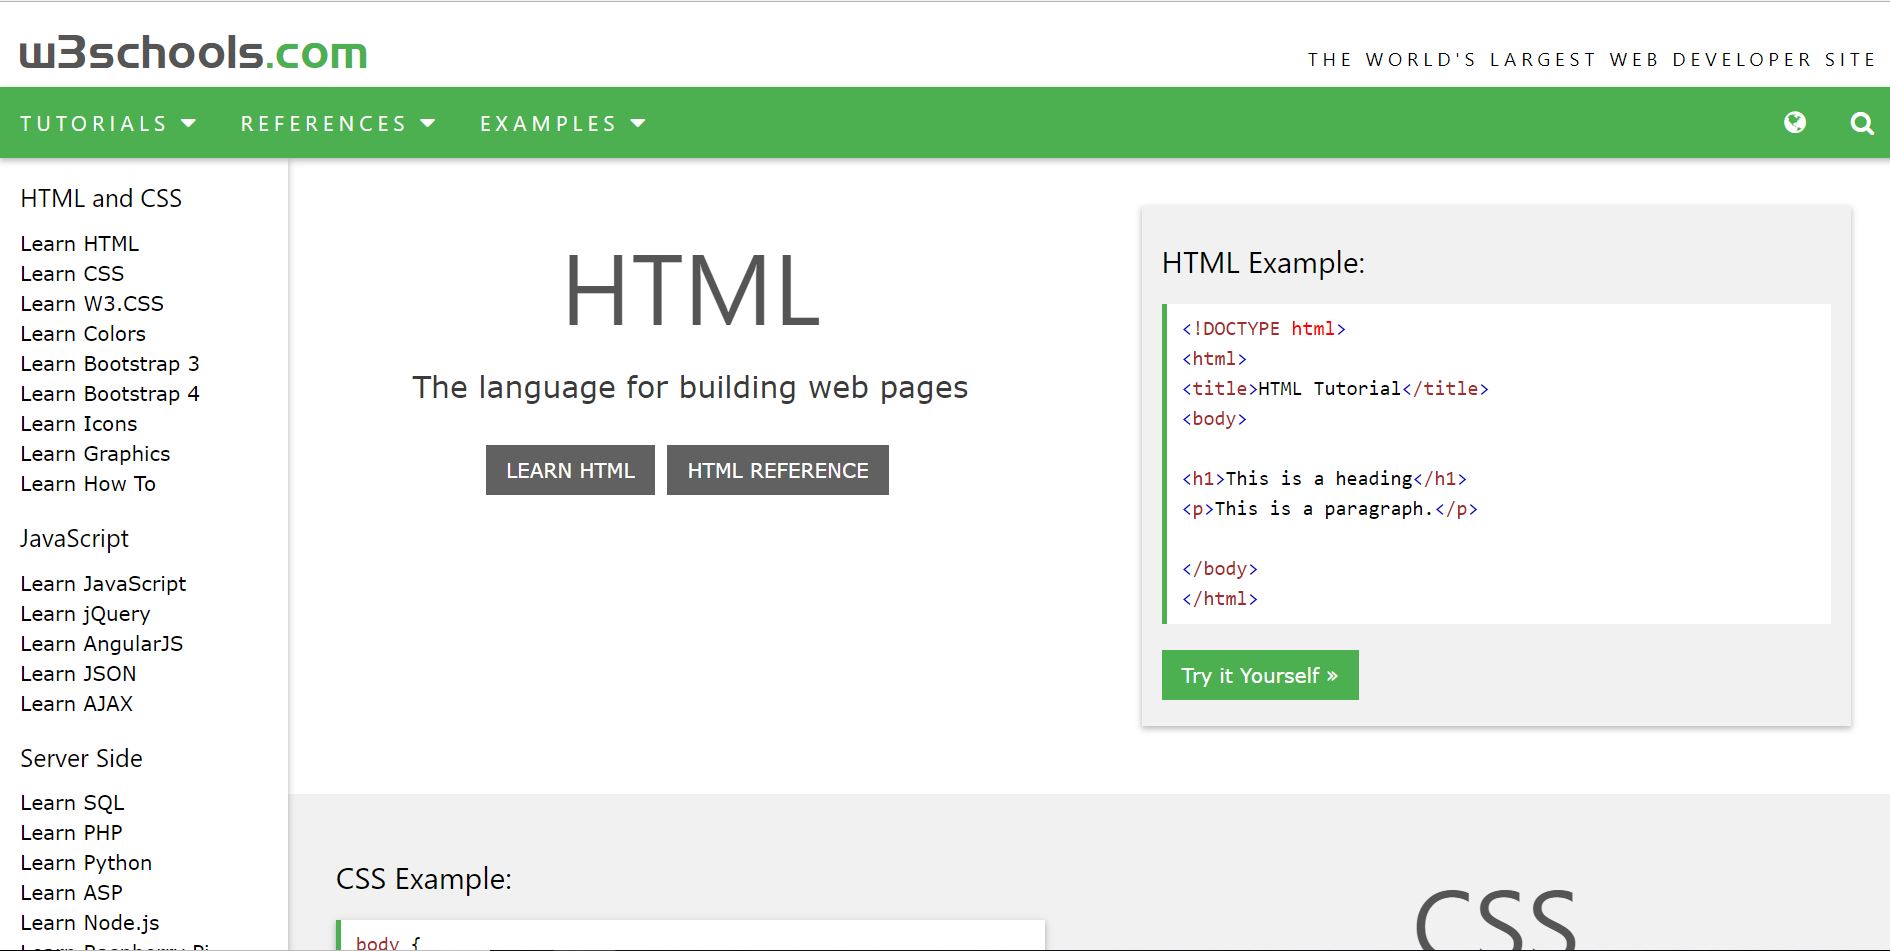 w3schools.com
THE WORLD'S LARGEST WEB DEVELOPER SITE
TUTORIALS
REFERENCES
EXAMPLES
HTML and CSS
Learn HTML
Learn CSS
Learn W3.CSS
Learn Colors
Learn Bootstrap 3
Learn Bootstrap 4
Learn Icons
Learn Graphics
Learn How To
JavaScript
Learn JavaScript
Learn jQuery
Learn AngularJS
Learn JSON
Learn AJAX
Server Side
Learn SQL
Learn PHP
Learn Python
Learn ASP
Learn Node.js
Learn Raspberry Pi
HTML
The language for building web pages
LEARN HTML
HTML REFERENCE
HTML Example:
<!DOCTYPE html>
<html>
<title>HTML Tutorial</title>
<body>
<h1>This is a heading</h1>
<p>This is a paragraph.</p>
</body>
</html>
Try it Yourself »
CSS Example:
body {
CSS